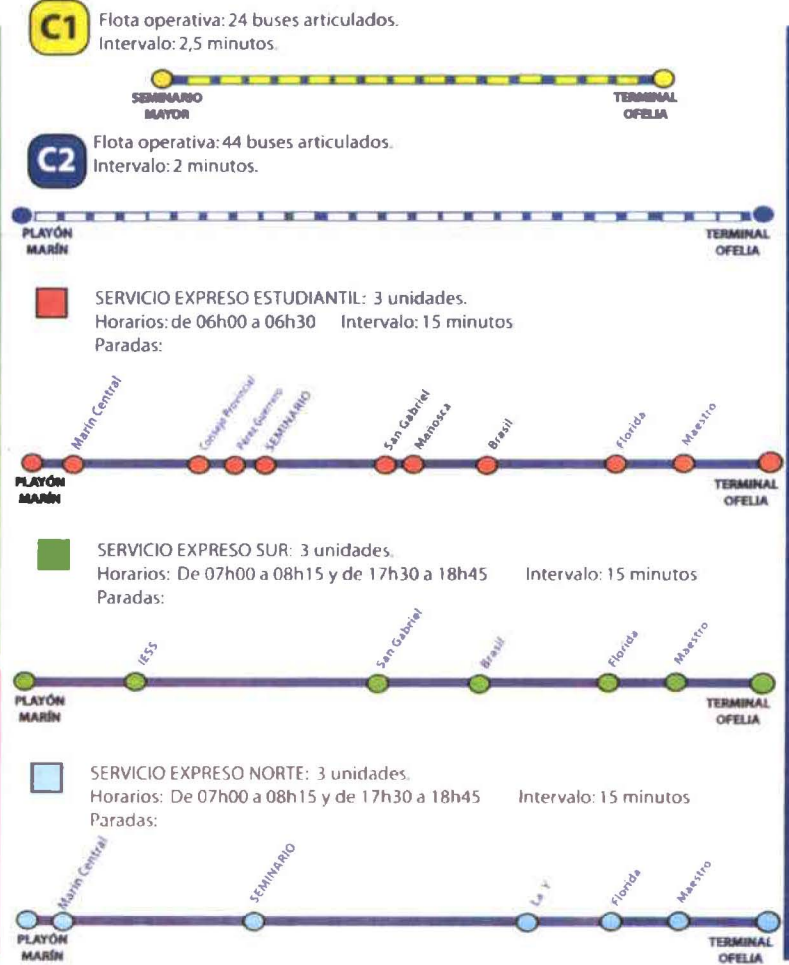 C1
Flota operativa: 24 buses articulados.
Intervalo: 2,5 minutos.
SEMINARIO
MAYOR
TERMINAL
OFELIA
C2
Flota operativa: 44 buses articulados.
Intervalo: 2 minutos.
PLAYÓN
MARÍN
TERMINAL
OFELIA
SERVICIO EXPRESO ESTUDIANTIL: 3 unidades.
Horarios: de 06h00 a 06h30 Intervalo: 15 minutos
Paradas:
Marín Central
Consejo Provincial
Pérez Guerrero
SEMINARIO
San Gabriel
Mañosca
Brasil
Florida
Maestro
PLAYÓN
MARÍN
TERMINAL
OFELIA
SERVICIO EXPRESO SUR: 3 unidades.
Horarios: De 07h00 a 08h15 y de 17h30 a 18h45 Intervalo: 15 minutos
Paradas:
IESS
San Gabriel
Brasil
Florida
Maestro
PLAYÓN
MARÍN
TERMINAL
OFELIA
SERVICIO EXPRESO NORTE: 3 unidades.
Horarios: De 07h00 a 08h15 y de 17h30 a 18h45 Intervalo: 15 minutos
Paradas:
Marín Central
SEMINARIO
La Y
Florida
Maestro
PLAYÓN
MARÍN
TERMINAL
OFELIA